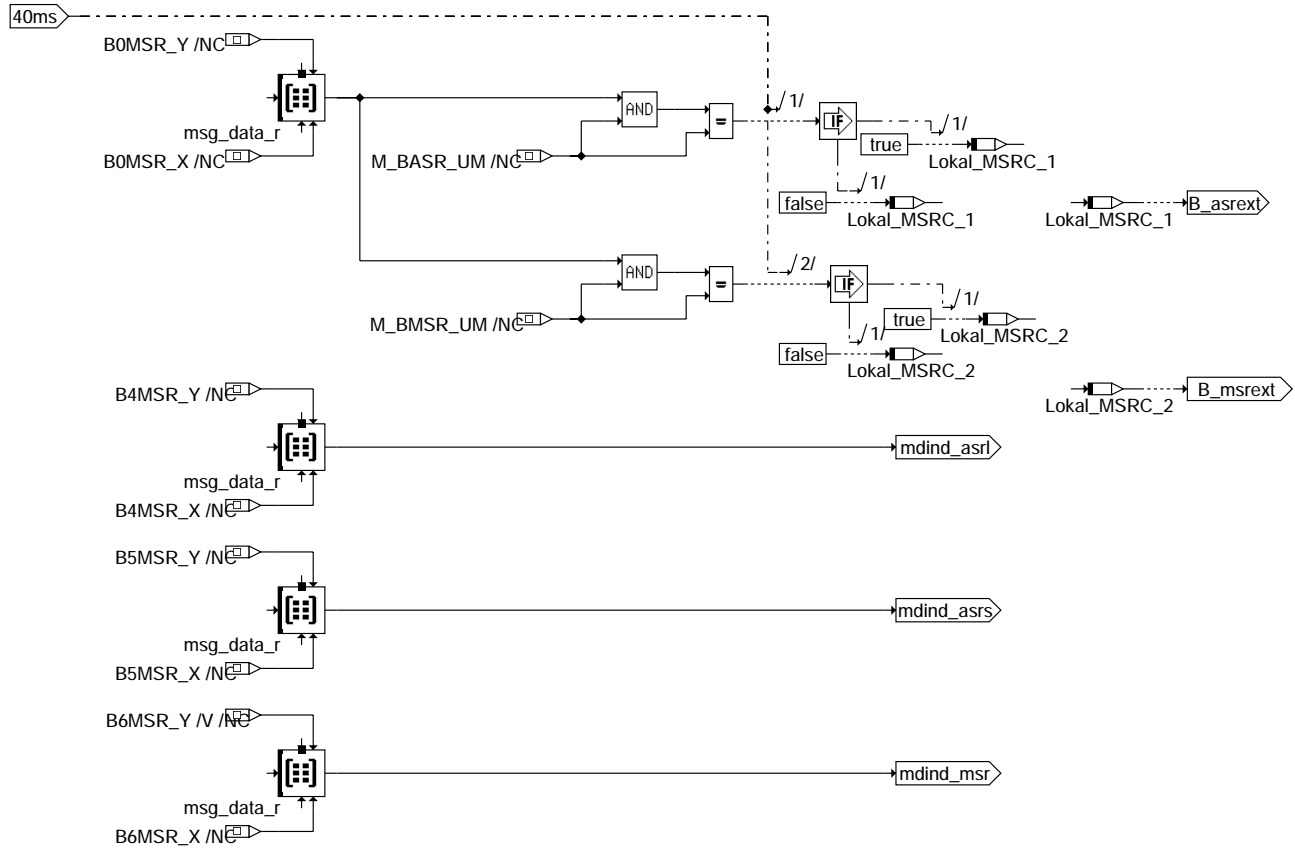 40ms
B0MSR_Y /NC
msg_data_r
B0MSR_X /NC
AND
=
/1/
IF
/1/
true
Lokal_MSRC_1
M_BASR_UM /NC
/1/
false
Lokal_MSRC_1
Lokal_MSRC_1
B_asrext
AND
=
/2/
IF
/1/
true
Lokal_MSRC_2
M_BMSR_UM /NC
/1/
false
Lokal_MSRC_2
Lokal_MSRC_2
B_msrext
B4MSR_Y /NC
msg_data_r
B4MSR_X /NC
mdind_asrl
B5MSR_Y /NC
msg_data_r
B5MSR_X /NC
mdind_asrs
B6MSR_Y /V /NC
msg_data_r
B6MSR_X /NC
mdind_msr